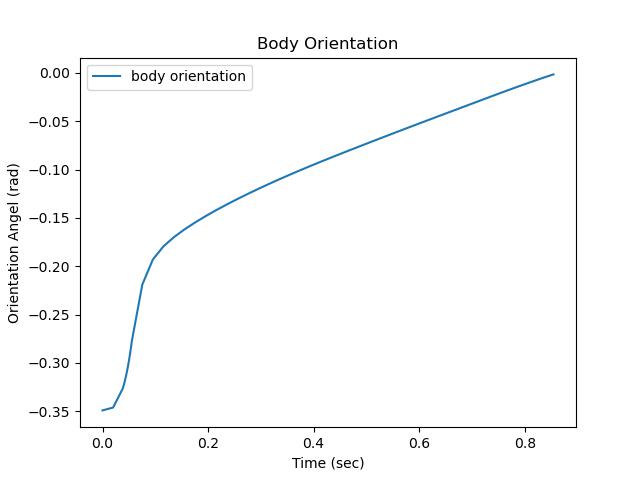 Body Orientation
body orientation
0.00
−0.05
−0.10
−0.15
−0.20
−0.25
−0.30
−0.35
Orientation Angel (rad)
0.0 0.2 0.4 0.6 0.8
Time (sec)